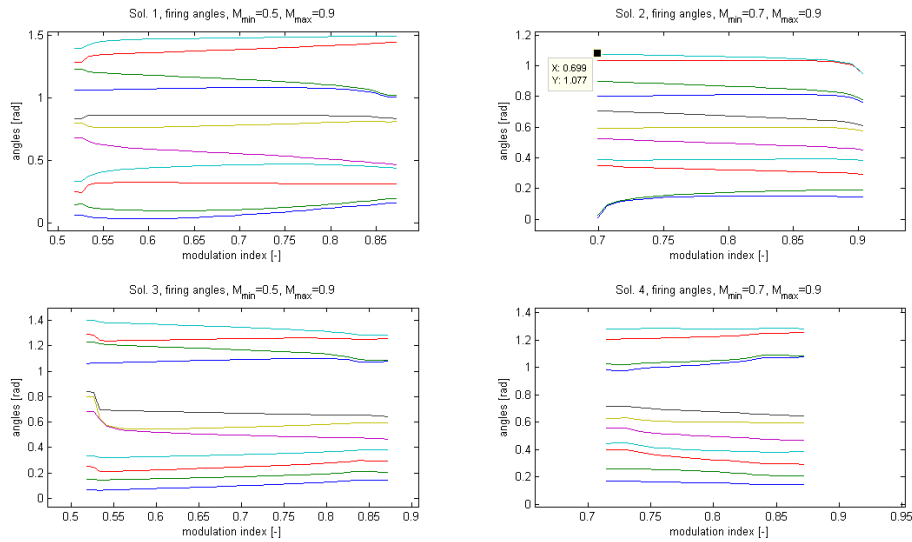 Sol. 1, firing angles, M_min=0.5, M_max=0.9
1.5
1
0.5
0
angles [rad]
0.5 0.55 0.6 0.65 0.7 0.75 0.8 0.85
modulation index [-]
Sol. 2, firing angles, M_min=0.7, M_max=0.9
1.2
1
0.8
0.6
0.4
0.2
0
angles [rad]
X: 0.699
Y: 1.077
0.7 0.75 0.8 0.85 0.9
modulation index [-]
Sol. 3, firing angles, M_min=0.5, M_max=0.9
1.4
1.2
1
0.8
0.6
0.4
0.2
0
angles [rad]
0.5 0.55 0.6 0.65 0.7 0.75 0.8 0.85 0.9
modulation index [-]
Sol. 4, firing angles, M_min=0.7, M_max=0.9
1.4
1.2
1
0.8
0.6
0.4
0.2
0
angles [rad]
0.7 0.75 0.8 0.85 0.9 0.95
modulation index [-]